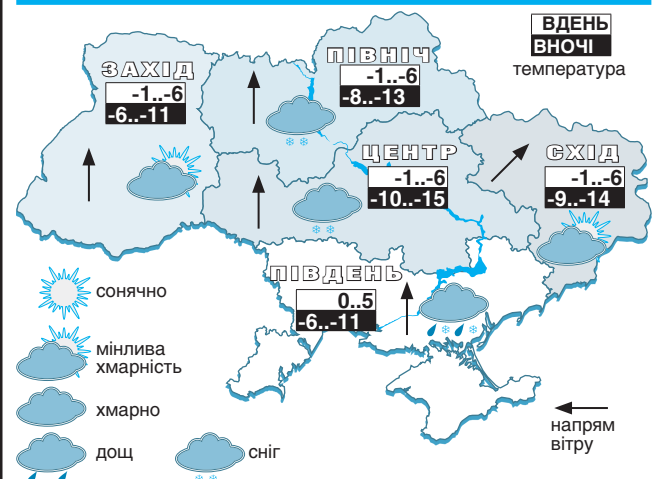 ВДЕНЬ
ВНОЧІ
температура
ПІВНІЧ
-1..-6
-8..-13
ЗАХІД
-1..-6
-6..-11
ЦЕНТР
-1..-6
-10..-15
СХІД
-1..-6
-9..-14
ПІВДЕНЬ
0..5
-6..-11
сонячно
мінлива
хмарність
хмарно
дощ
сніг
напрям
вітру